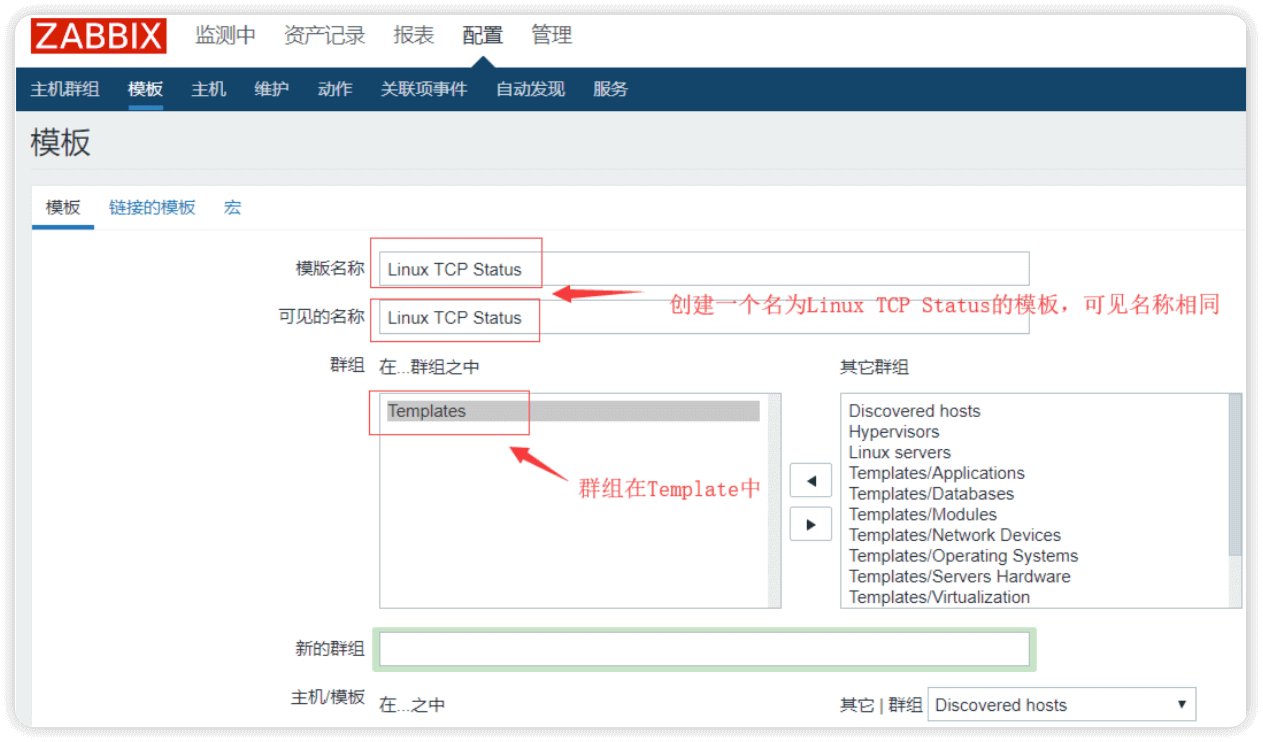 ZABBIX 监测中 资产记录 报表 配置 管理
主机群组 模板 主机 维护 动作 关联项事件 自动发现 服务
模板
模板 链接的模板 宏
模版名称 Linux TCP Status
创建一个名为Linux TCP Status的模板，可见名称相同
可见的名称 Linux TCP Status
群组 在...群组之中 其它群组
Templates
Discovered hosts
Hypervisors
Linux servers
Templates/Applications
Templates/Databases
Templates/Modules
Templates/Network Devices
Templates/Operating Systems
Templates/Servers Hardware
Templates/Virtualization
群组在Template中
新的群组
主机/模板 在...之中 其它 | 群组 Discovered hosts